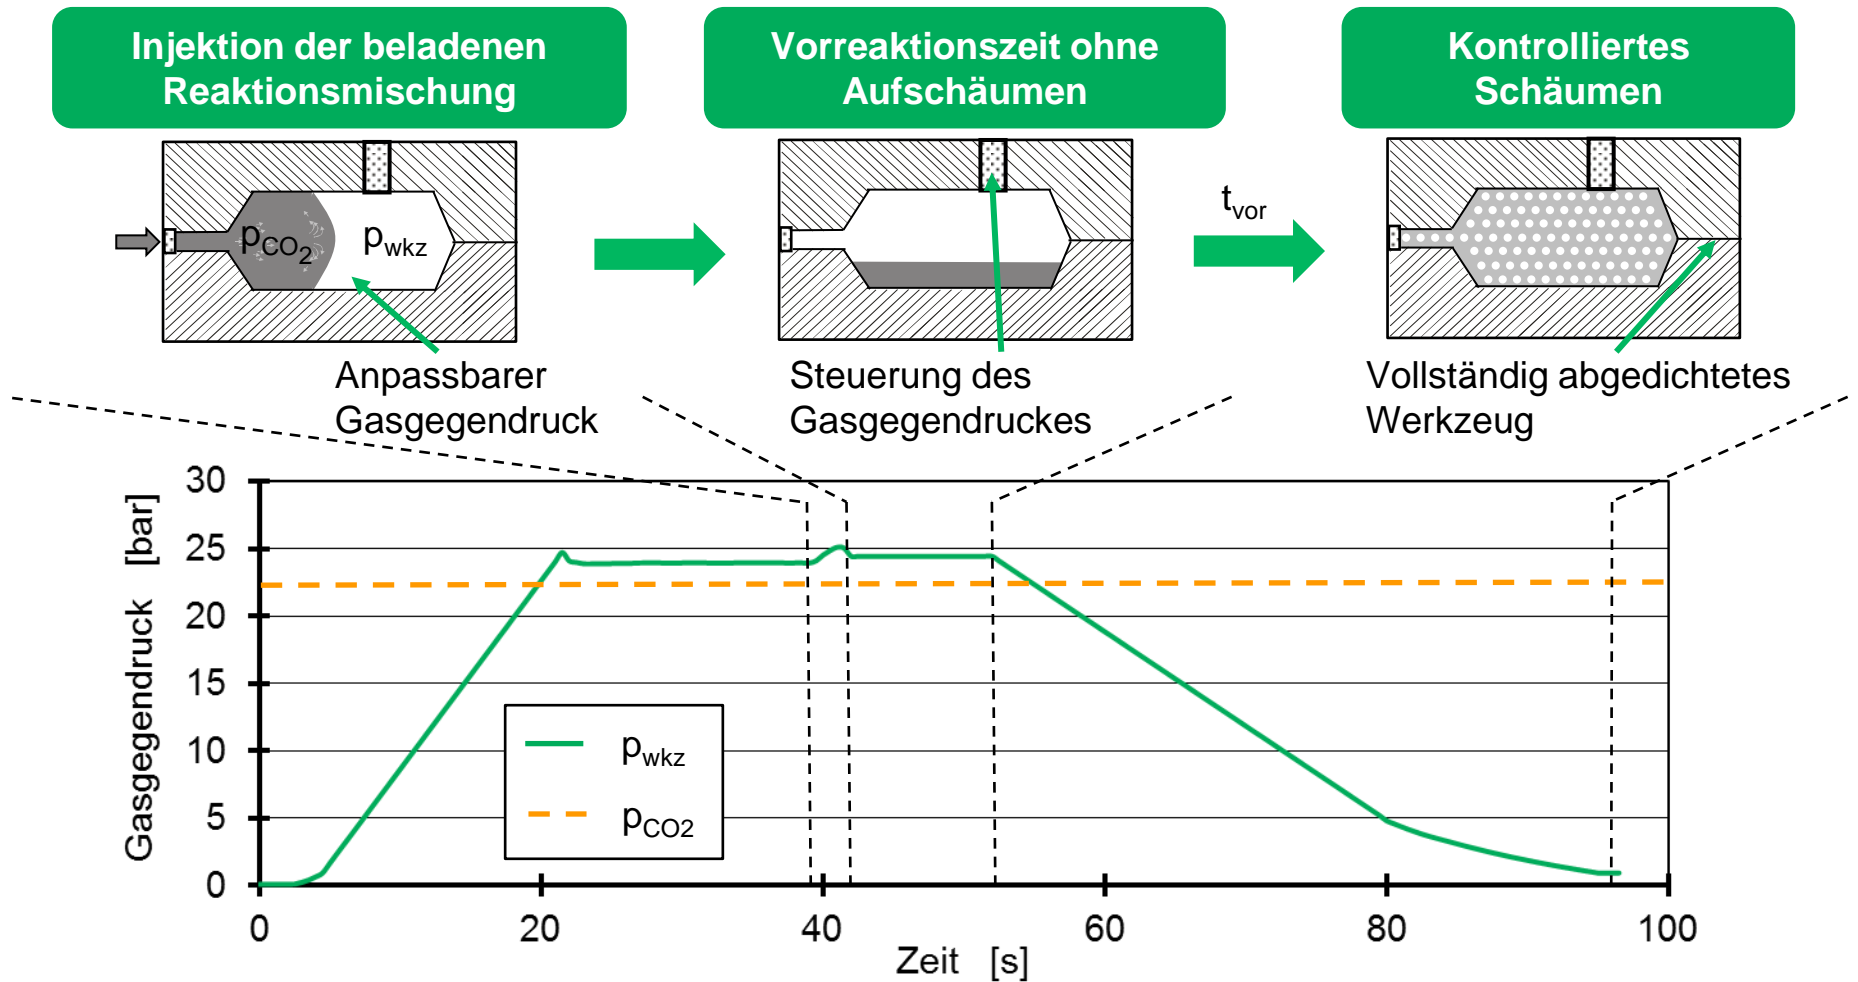 Injektion der beladenen
Reaktionsmischung
Vorreaktionszeit ohne
Aufschäumen
Kontrolliertes
Schäumen
pCO2
pwkz
tvor
Anpassbarer
Gasgegendruck
Steuerung des
Gasgegendruckes
Vollständig abgedichtetes
Werkzeug
Gasgegendruck [bar]
30
25
20
15
10
5
0
pwkz
pCO2
0
20
40
60
80
100
Zeit [s]